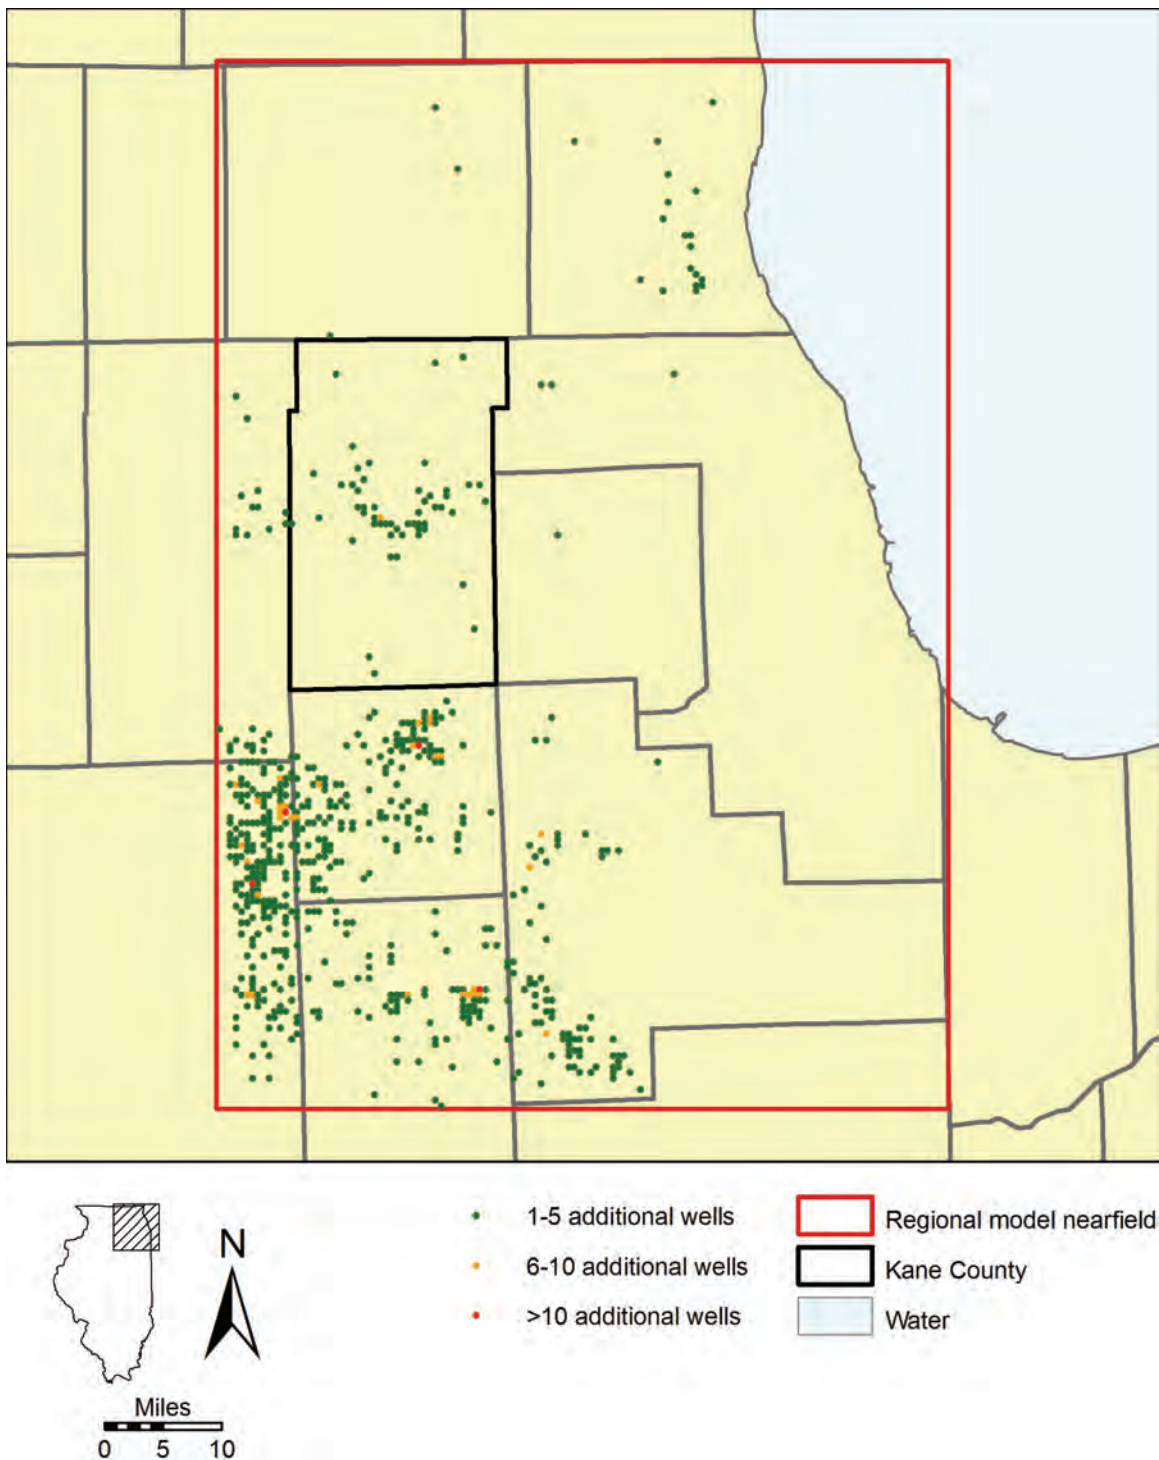 1-5 additional wells
6-10 additional wells
>10 additional wells
Regional model nearfield
Kane County
Water
N
Miles
0 5 10